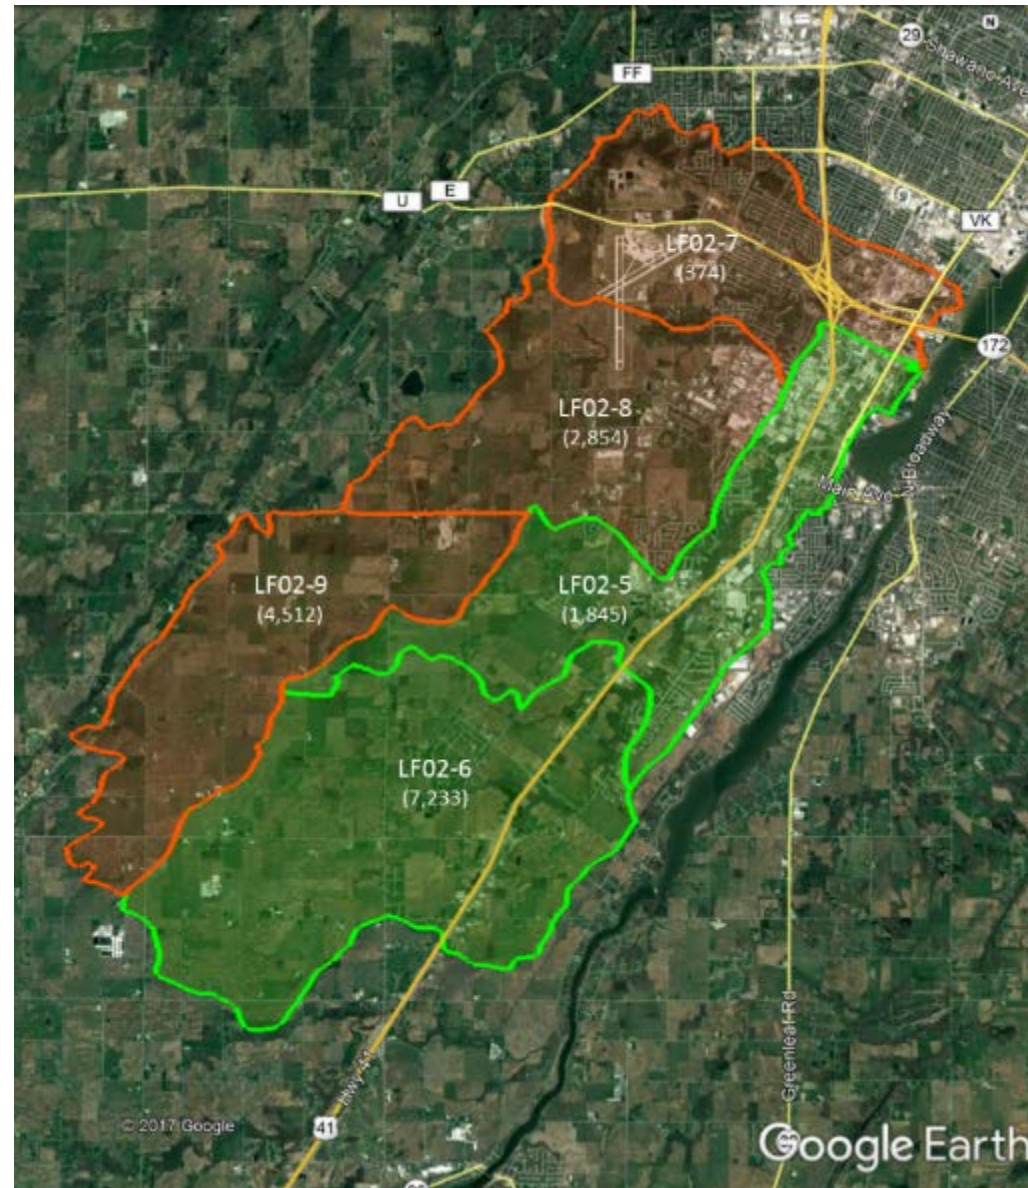 N
29
Shawano Ave
FF
U
E
9
VK
LF02-7
(374)
172
LF02-8
(2,854)
N Broadway
Main Ave
LF02-9
(4,512)
LF02-5
(1,845)
LF02-6
(7,233)
Greenleaf Rd
Hwy 41
© 2017 Google
41
Google Earth